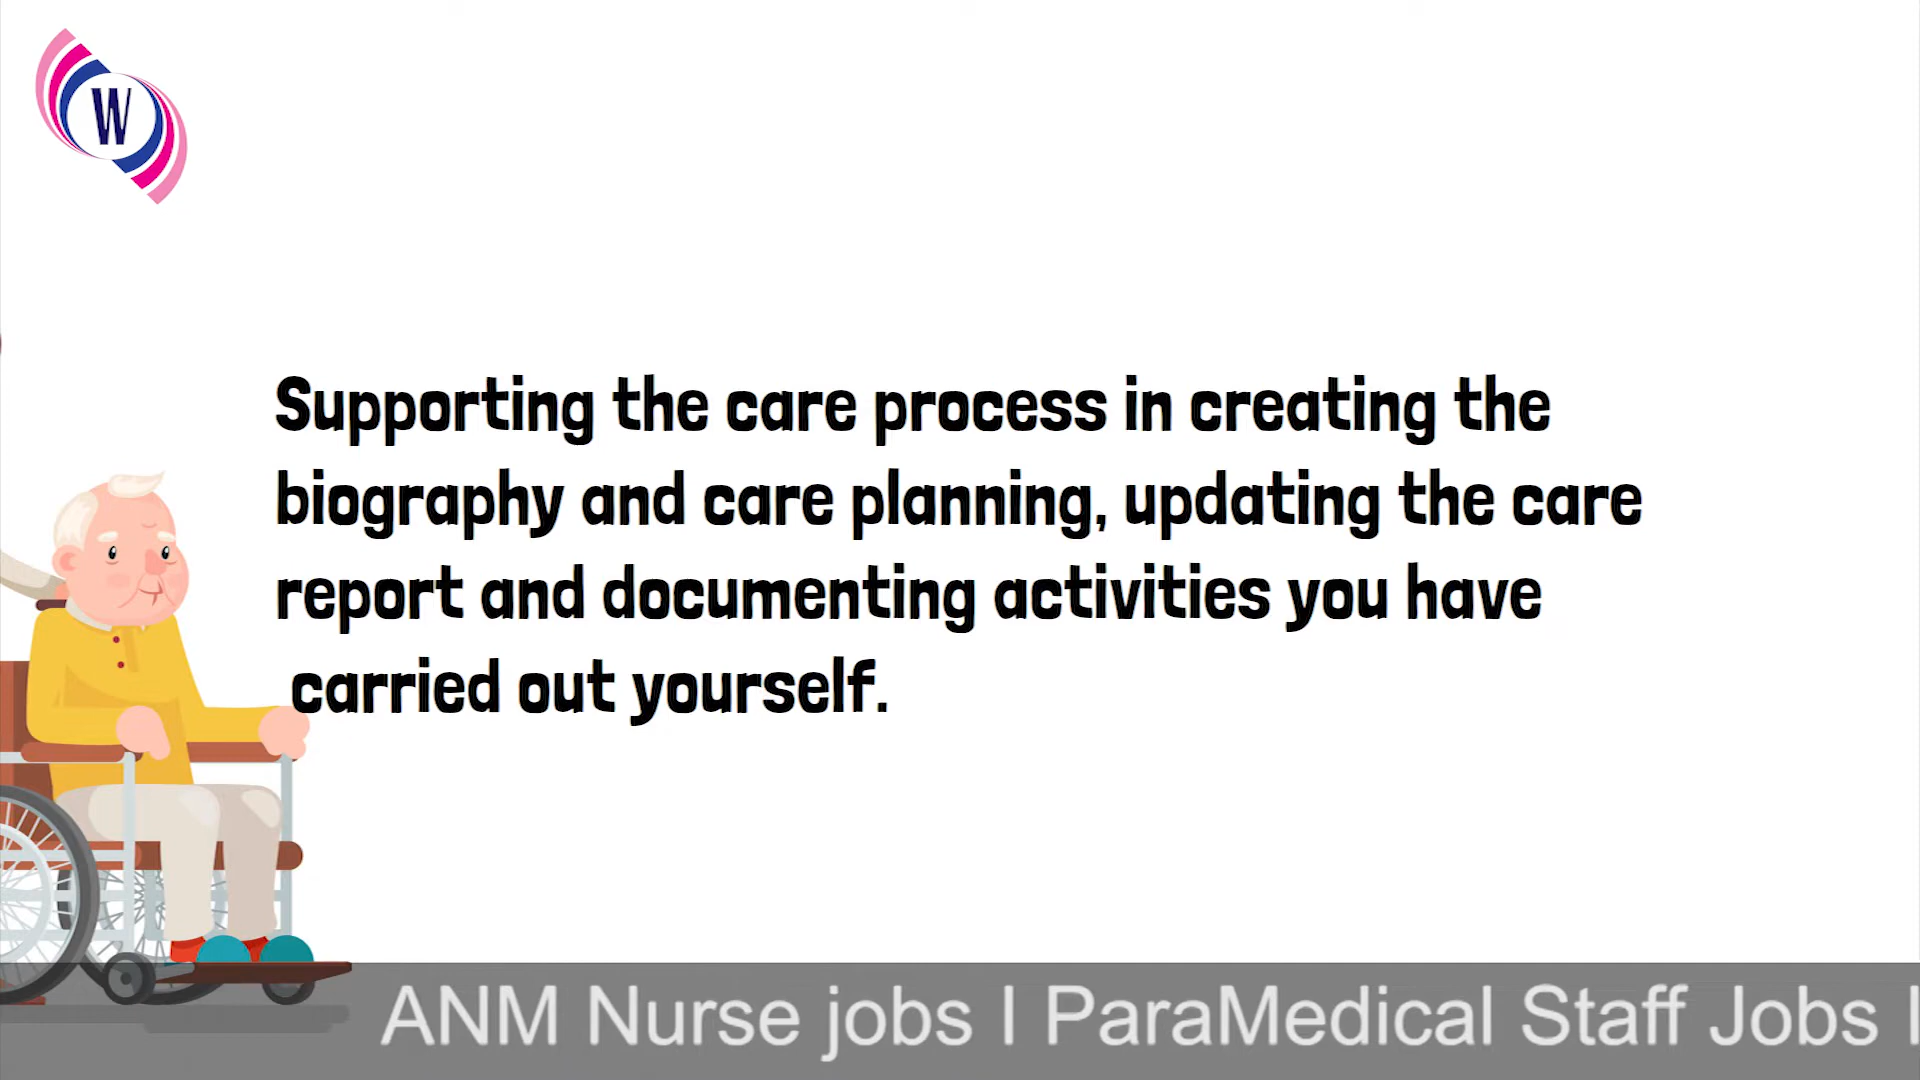 W
Supporting the care process in creating the
biography and care planning, updating the care
report and documenting activities you have
carried out yourself.
ANM Nurse jobs I ParaMedical Staff Jobs I